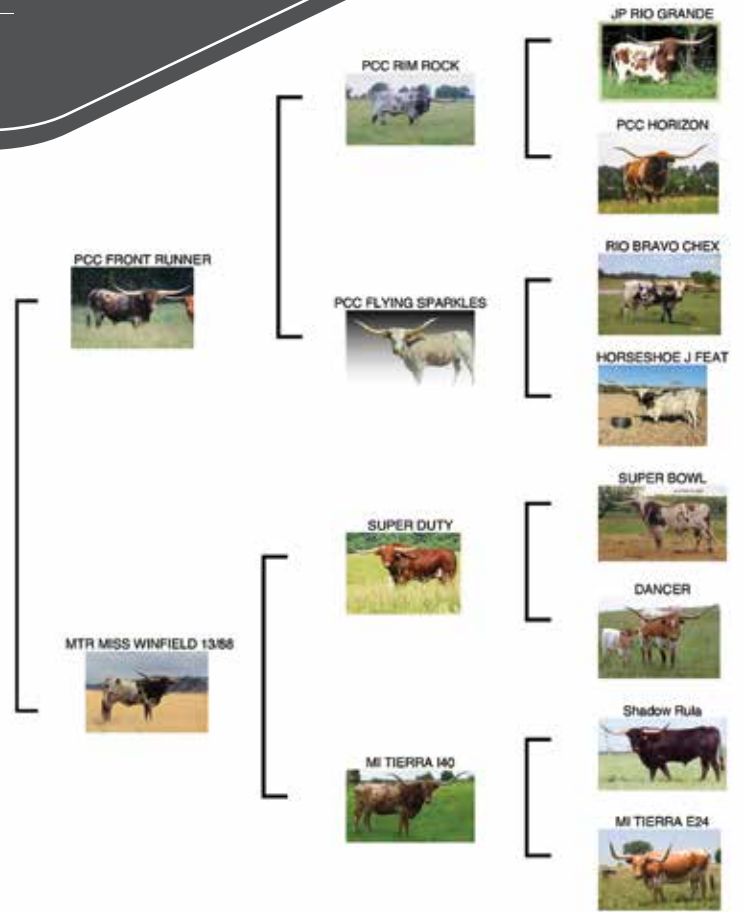 JP RIO GRANDE
PCC RIM ROCK
PCC HORIZON
PCC FRONT RUNNER
RIO BRAVO CHEX
PCC FLYING SPARKLES
HORSESHOE J FEAT
SUPER BOWL
SUPER DUTY
DANCER
MTR MISS WINFIELD 13/68
Shadow Rula
MI TIERRA I40
MI TIERRA E24